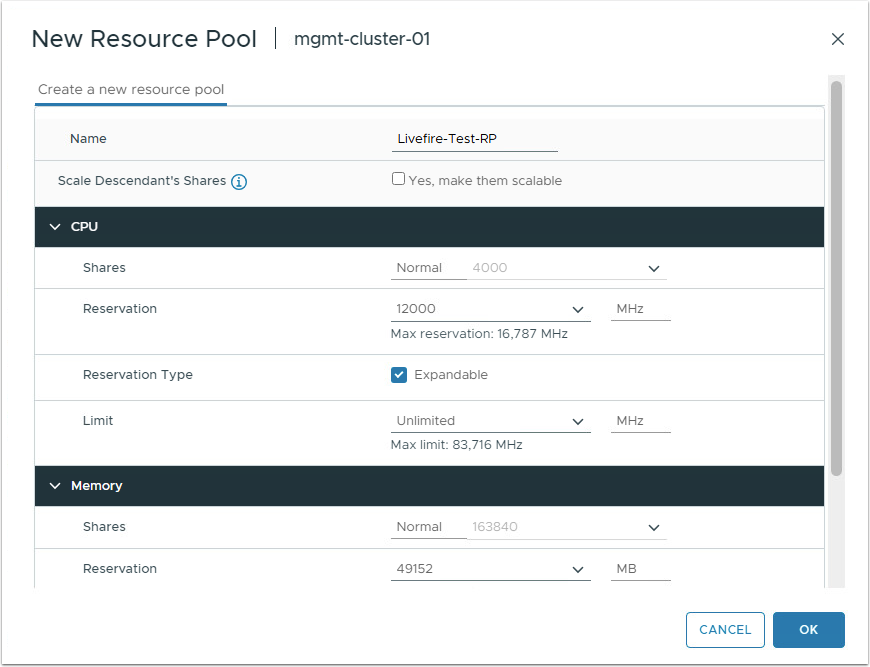 New Resource Pool mgmt-cluster-01
Create a new resource pool
Name Livefire-Test-RP
Scale Descendant's Shares Yes, make them scalable
CPU
Shares Normal 4000
Reservation 12000 MHz
Max reservation: 16,787 MHz
Reservation Type Expandable
Limit Unlimited MHz
Max limit: 83,716 MHz
Memory
Shares Normal 163840
Reservation 49152 MB
CANCEL OK